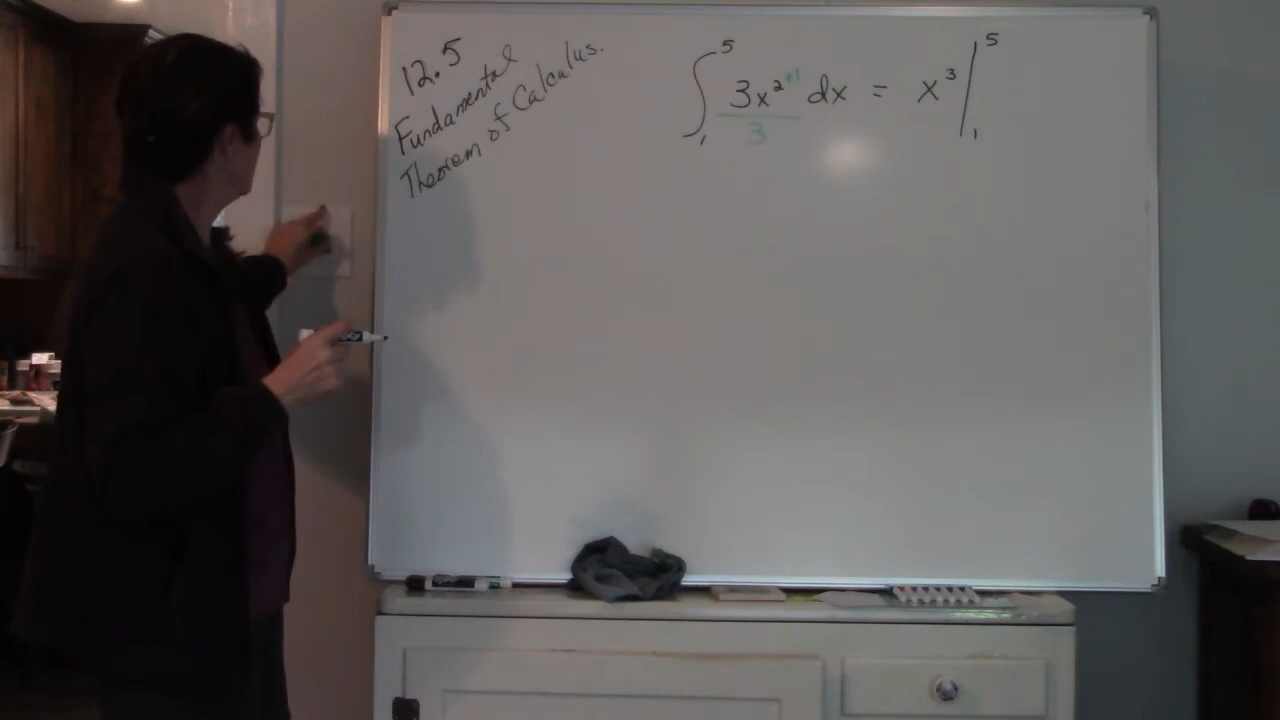 12.5
Fundamental
Theorem of Calculus.
∫₁⁵ 3x²⁺¹/3 dx = x³ |₁⁵